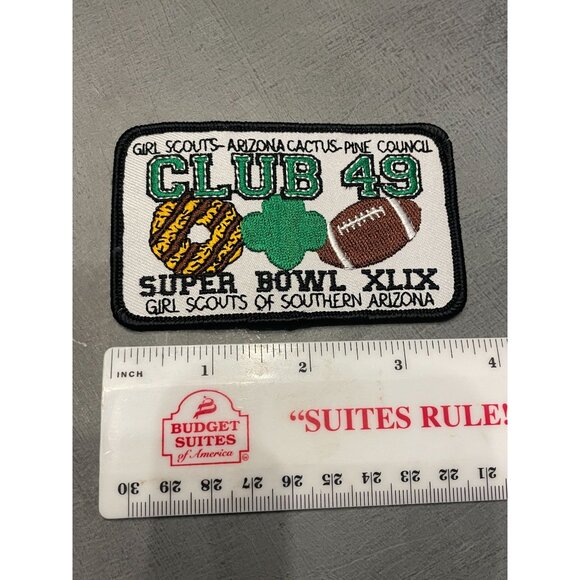 GIRL SCOUTS-ARIZONA CACTUS-PINE COUNCIL
CLUB 49
SUPER BOWL XLIX
GIRL SCOUTS OF SOUTHERN ARIZONA
INCH 1 2 3 4
BUDGET
SUITES
of America
®
"SUITES RULE!
30 29 28 27 26 25 24 23 22 21